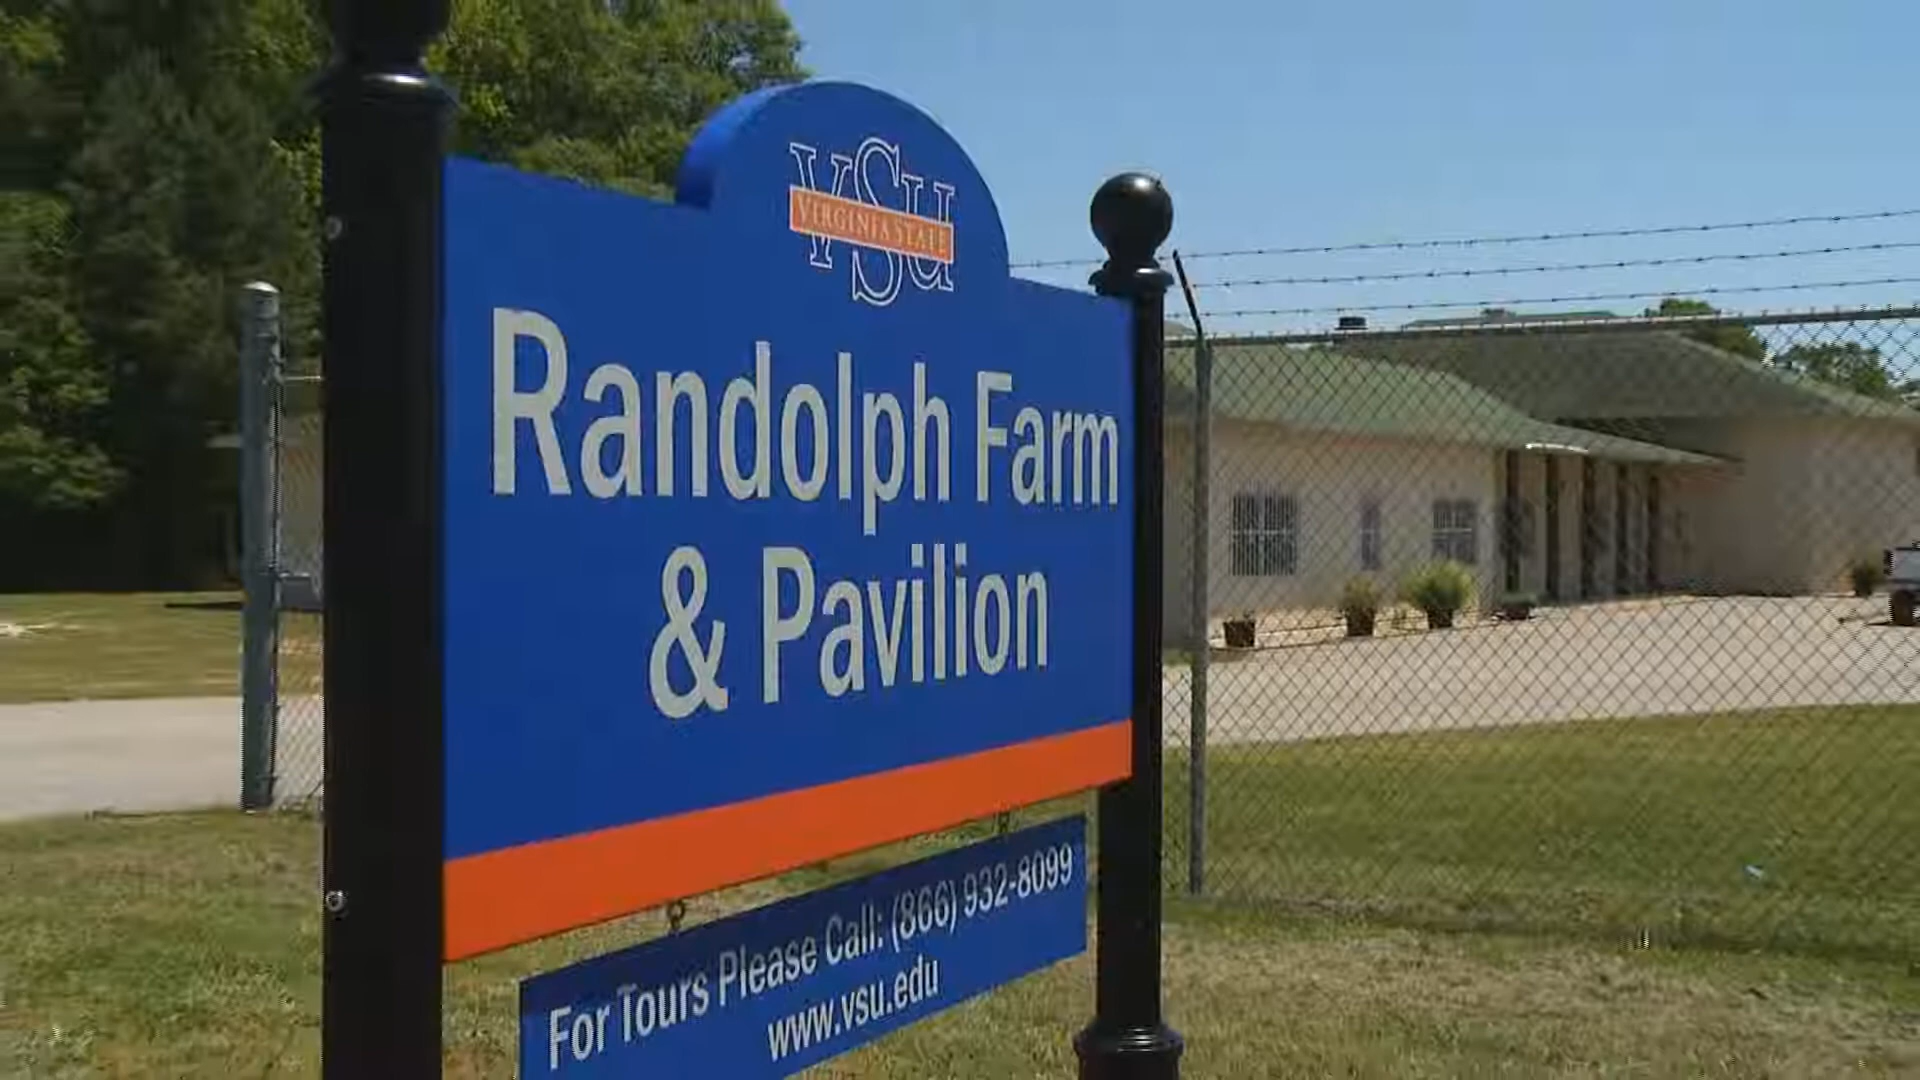 VSU
VIRGINIA STATE
Randolph Farm
& Pavilion
For Tours Please Call: (866) 932-8099
www.vsu.edu